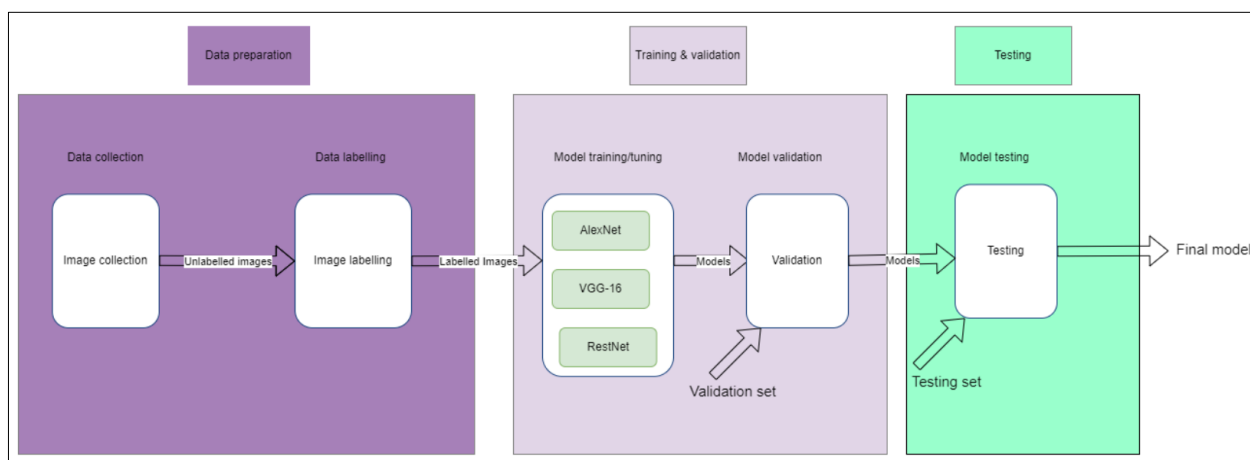 Data preparation
Training & validation
Testing
Data collection
Data labelling
Model training/tuning
Model validation
Model testing
Image collection
Unlabelled images
Image labelling
Labelled Images
AlexNet
VGG-16
RestNet
Models
Validation
Models
Testing
Final model
Validation set
Testing set